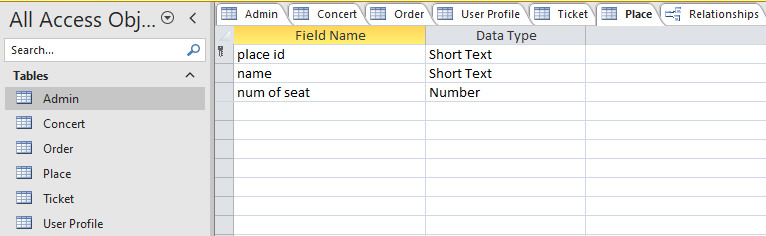 All Access Obj...
Search...
Tables
Admin
Concert
Order
Place
Ticket
User Profile
Admin Concert Order User Profile Ticket Place Relationships
Field Name Data Type
place id Short Text
name Short Text
num of seat Number